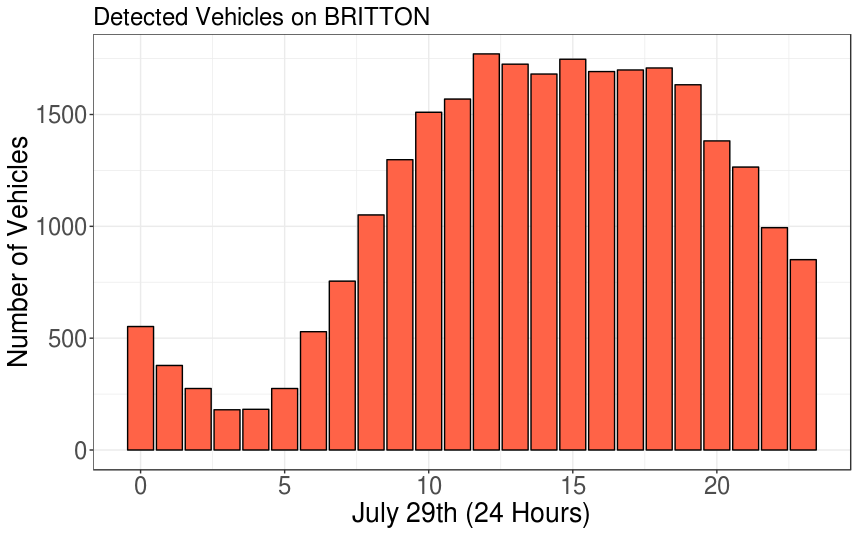 Detected Vehicles on BRITTON
Number of Vehicles
1500
1000
500
0
0 5 10 15 20
July 29th (24 Hours)